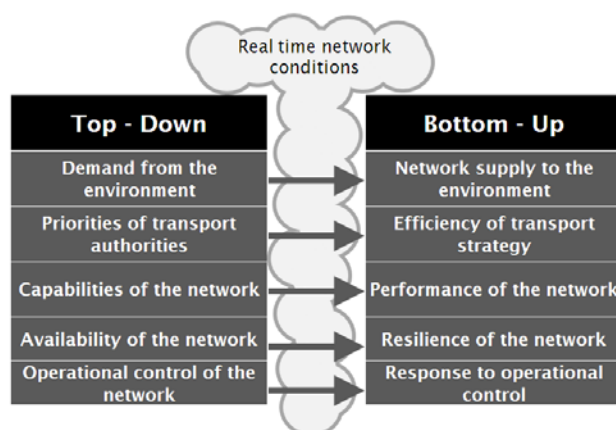 Real time network
conditions
Top - Down
Bottom - Up
Demand from the
environment
Network supply to the
environment
Priorities of transport
authorities
Efficiency of transport
strategy
Capabilities of the network
Performance of the network
Availability of the network
Resilience of the network
Operational control of the
network
Response to operational
control